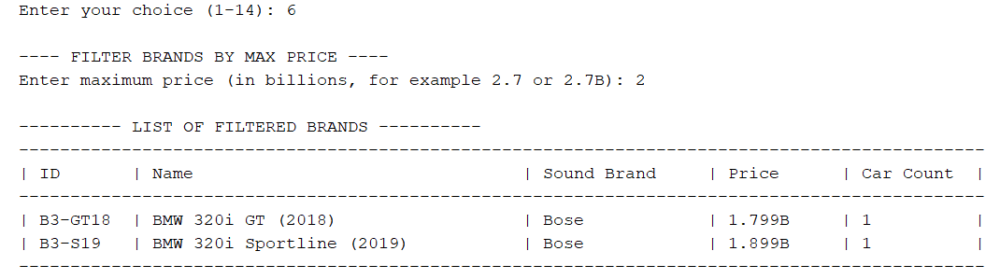 Enter your choice (1-14): 6
---- FILTER BRANDS BY MAX PRICE ----
Enter maximum price (in billions, for example 2.7 or 2.7B): 2
---------- LIST OF FILTERED BRANDS ----------
----------------------------------------------------------------------------------------------
| ID       | Name                                | Sound Brand     | Price      | Car Count  |
----------------------------------------------------------------------------------------------
| B3-GT18  | BMW 320i GT (2018)                  | Bose            | 1.799B     | 1          |
| B3-S19   | BMW 320i Sportline (2019)           | Bose            | 1.899B     | 1          |
----------------------------------------------------------------------------------------------